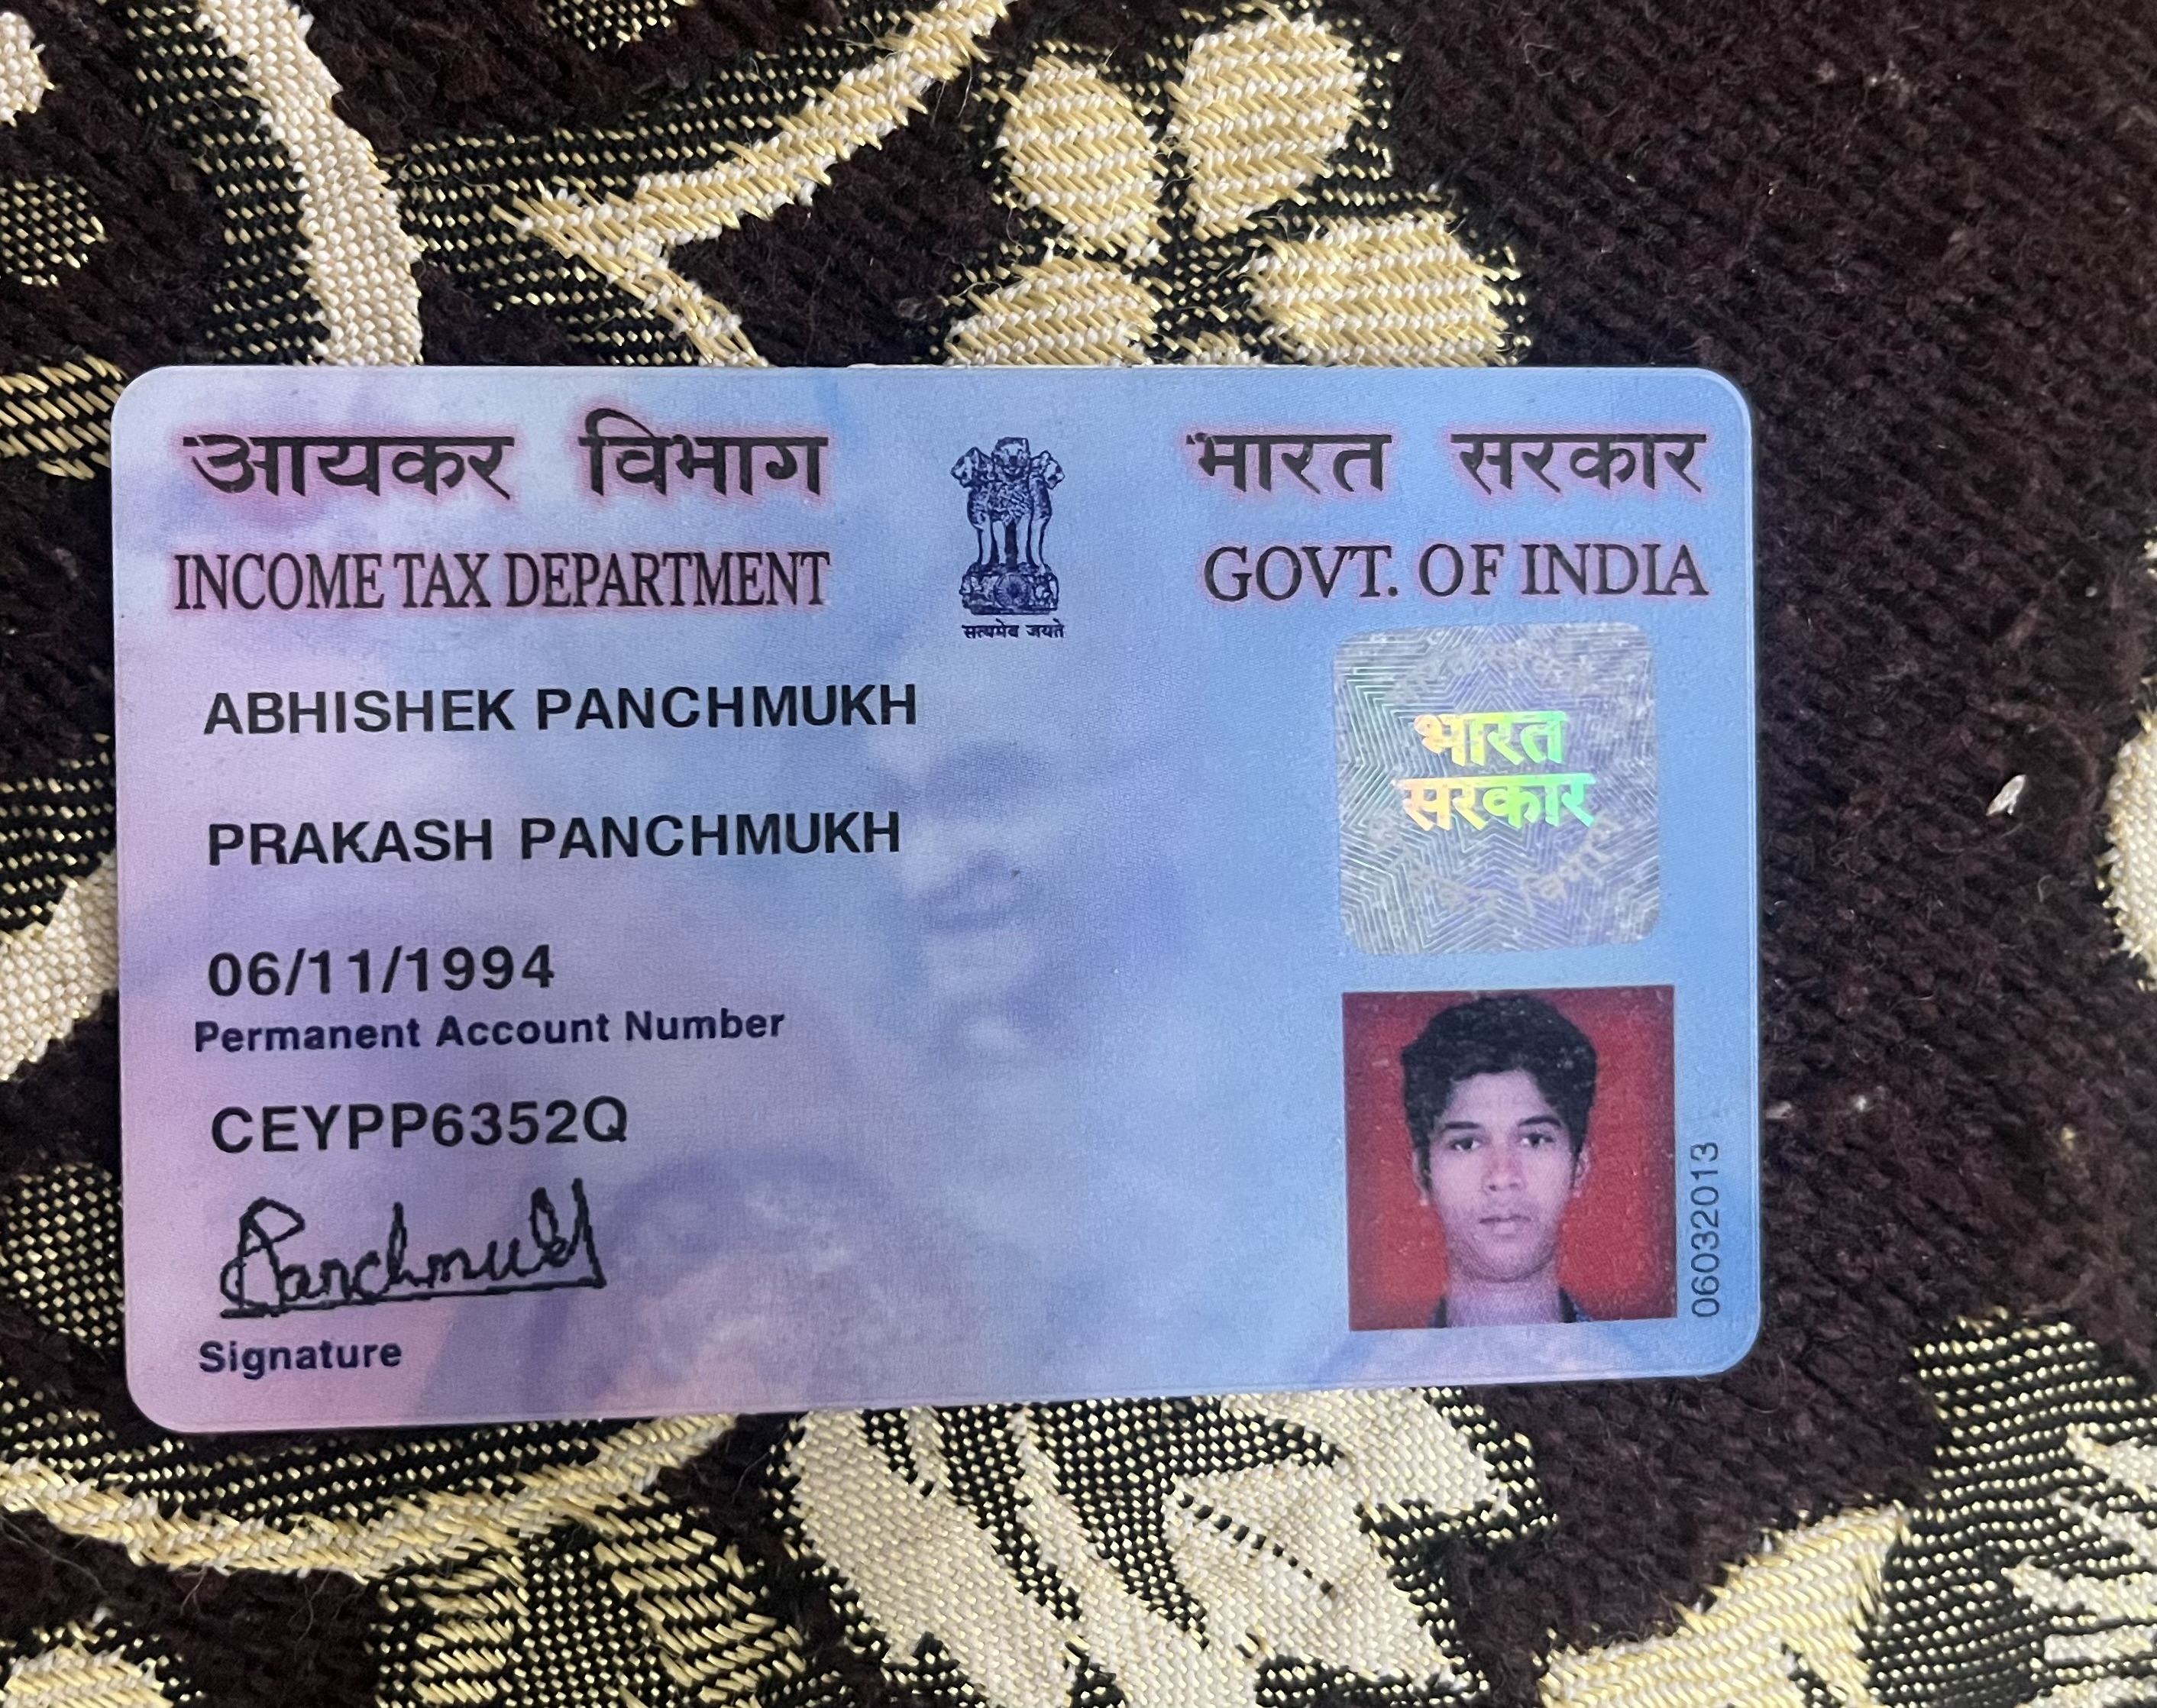 आयकर विभाग
INCOME TAX DEPARTMENT
सत्यमेव जयते
भारत सरकार
GOVT. OF INDIA
ABHISHEK PANCHMUKH
PRAKASH PANCHMUKH
06/11/1994
Permanent Account Number
CEYPP6352Q
Panchmukh
Signature
भारत
सरकार
06032013